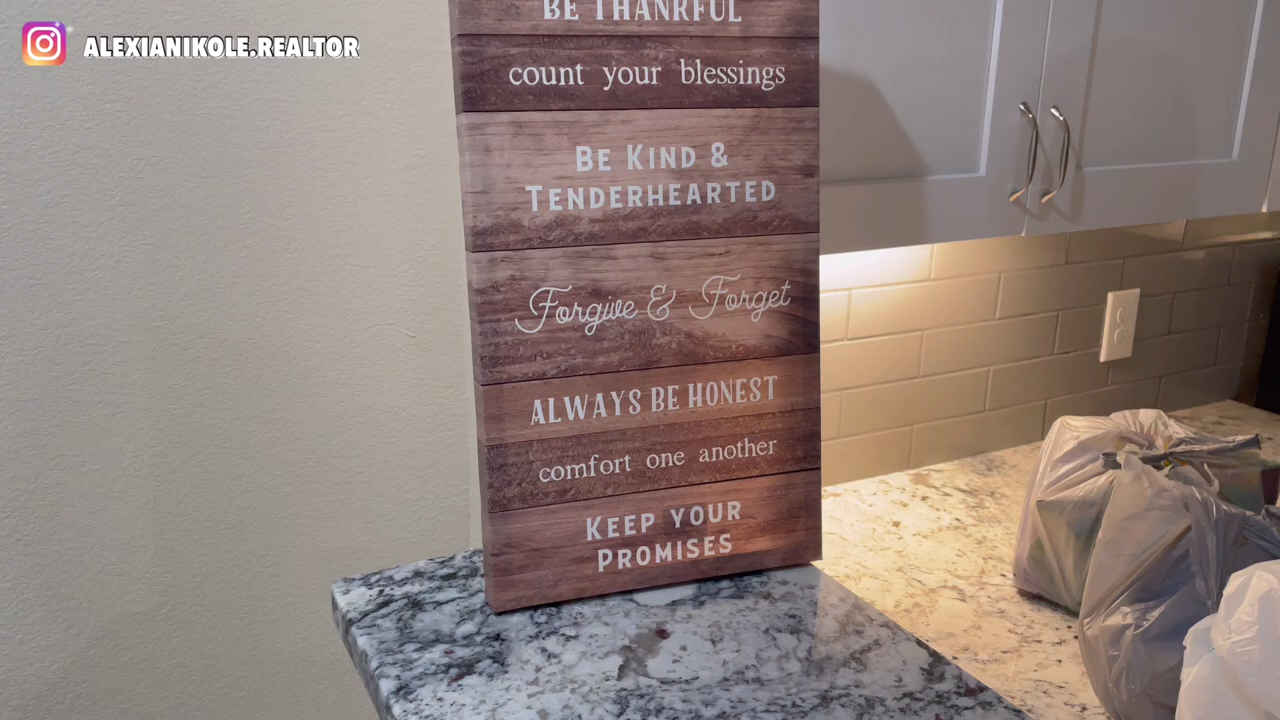 ALEXIANIKOLE.REALTOR
BE THANKFUL
count your blessings
BE KIND &
TENDERHEARTED
Forgive & Forget
ALWAYS BE HONEST
comfort one another
KEEP YOUR
PROMISES